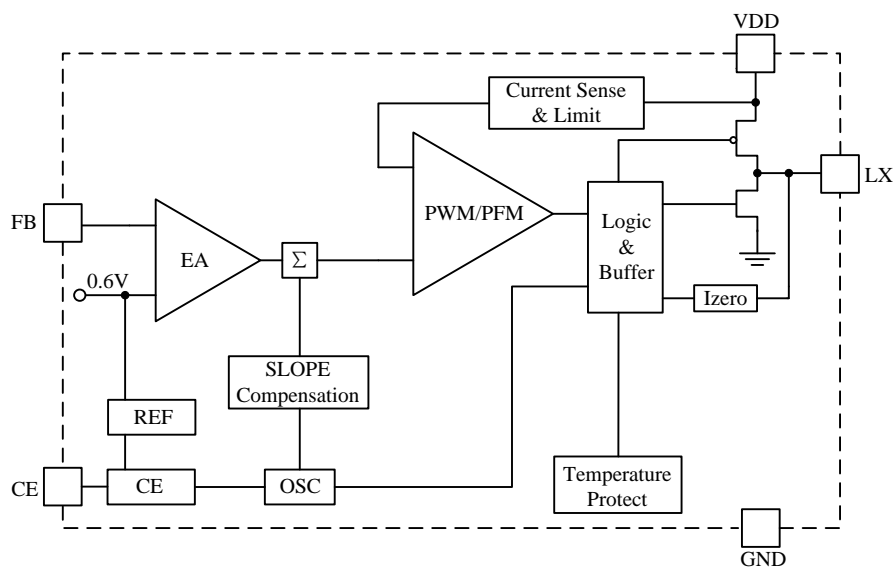 VDD
Current Sense
& Limit
LX
FB
PWM/PFM
EA
Σ
Logic
&
Buffer
0.6V
Izero
SLOPE
Compensation
REF
CE
CE
OSC
Temperature
Protect
GND